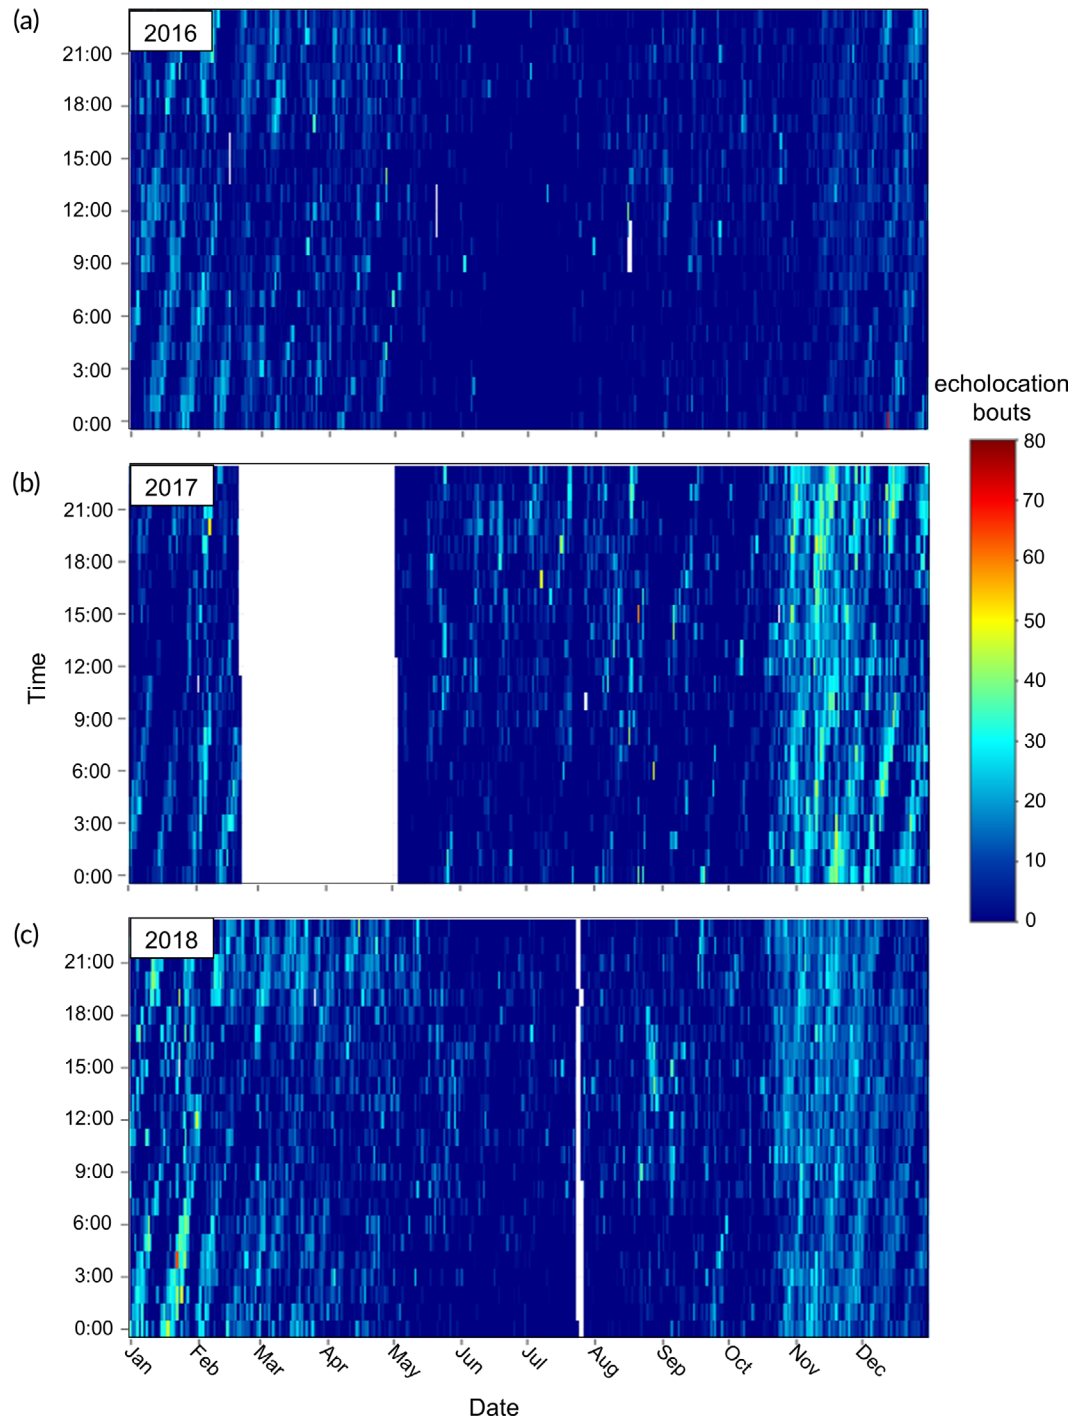 (a)
2016
21:00
18:00
15:00
12:00
9:00
6:00
3:00
0:00
echolocation
bouts
80
70
60
50
40
30
20
10
0
(b)
2017
21:00
18:00
15:00
12:00
9:00
6:00
3:00
0:00
Time
(c)
2018
21:00
18:00
15:00
12:00
9:00
6:00
3:00
0:00
Jan
Feb
Mar
Apr
May
Jun
Jul
Aug
Sep
Oct
Nov
Dec
Date